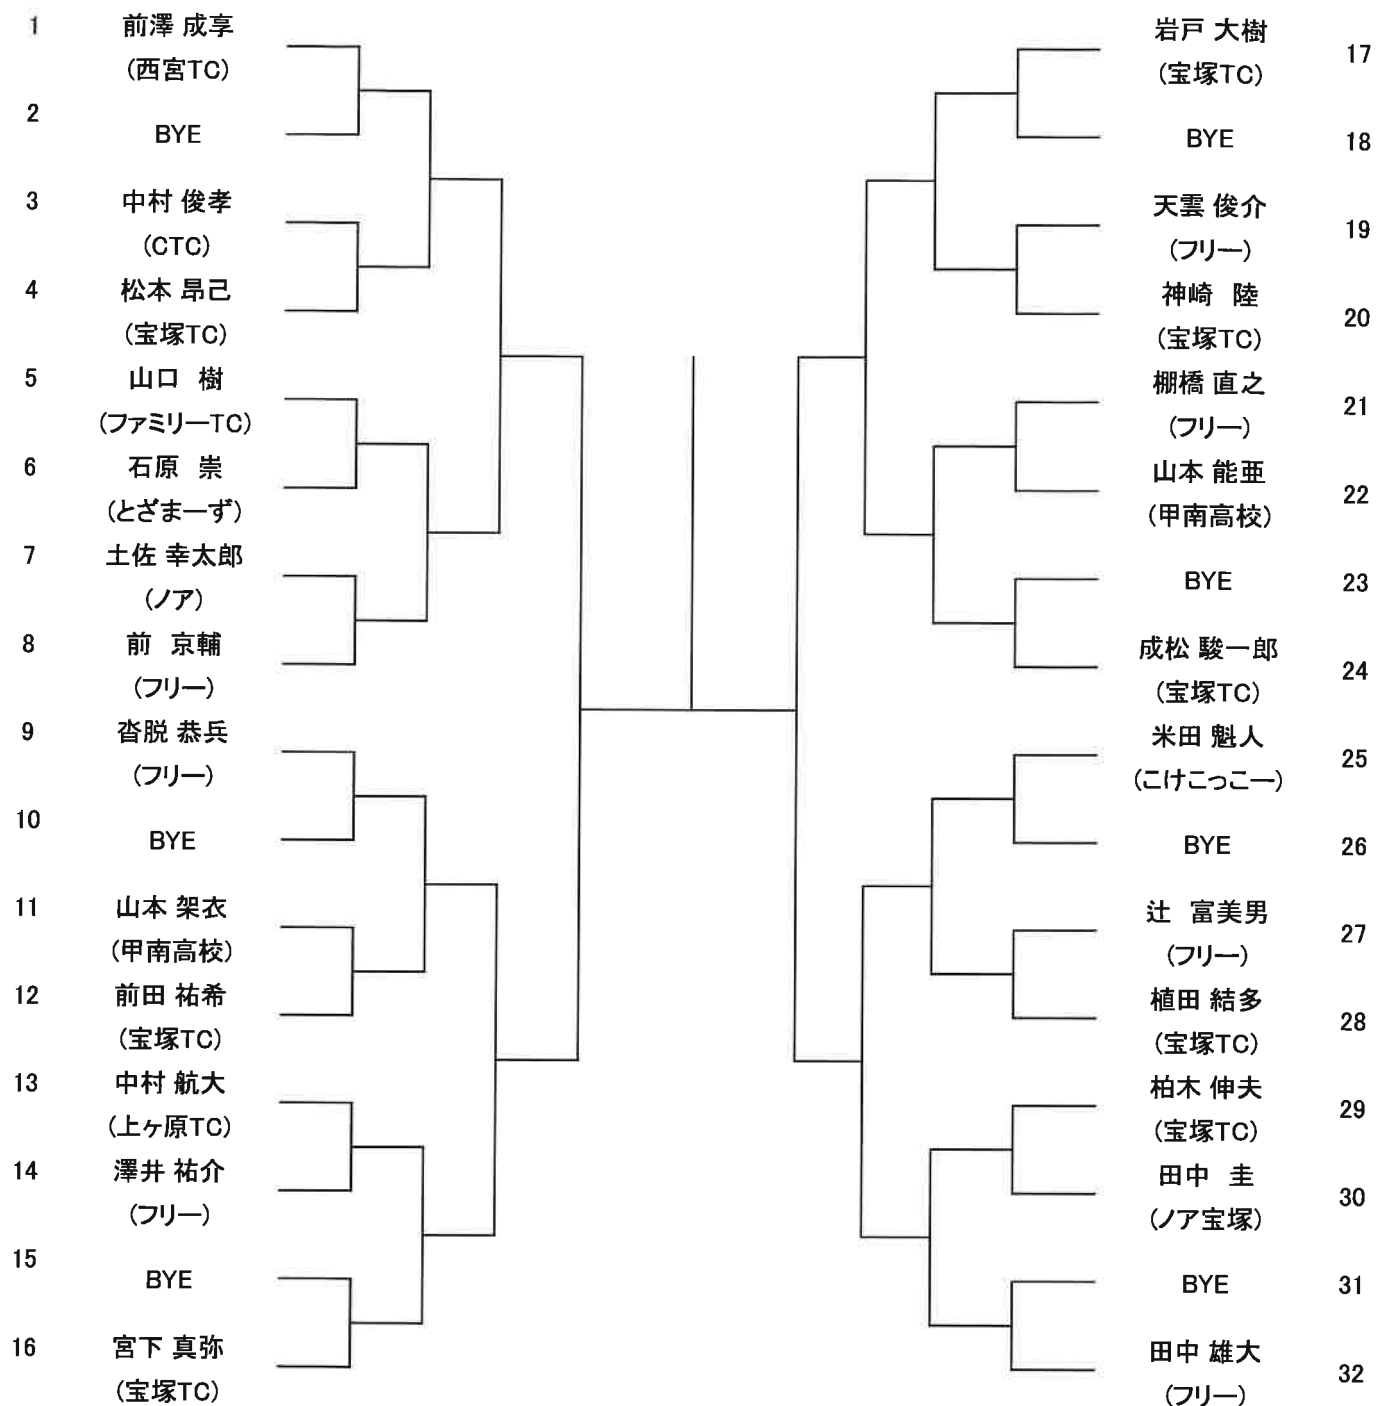 1 前澤 成享
(西宮TC)
2
BYE
3 中村 俊孝
(CTC)
4 松本 昂己
(宝塚TC)
5 山口 樹
(ファミリーTC)
6 石原 崇
(とざまーず)
7 土佐 幸太郎
(ノア)
8 前 京輔
(フリー)
9 沓脱 恭兵
(フリー)
10
BYE
11 山本 架衣
(甲南高校)
12 前田 祐希
(宝塚TC)
13 中村 航大
(上ヶ原TC)
14 澤井 祐介
(フリー)
15
BYE
16 宮下 真弥
(宝塚TC)
岩戸 大樹
17
(宝塚TC)
BYE 18
天雲 俊介
19
(フリー)
神崎 陸
20
(宝塚TC)
棚橋 直之
21
(フリー)
山本 能亜
22
(甲南高校)
BYE 23
成松 駿一郎
24
(宝塚TC)
米田 魁人
25
(こけこっこー)
BYE 26
辻 富美男
27
(フリー)
植田 結多
28
(宝塚TC)
柏木 伸夫
29
(宝塚TC)
田中 圭
30
(ノア宝塚)
BYE 31
田中 雄大
32
(フリー)